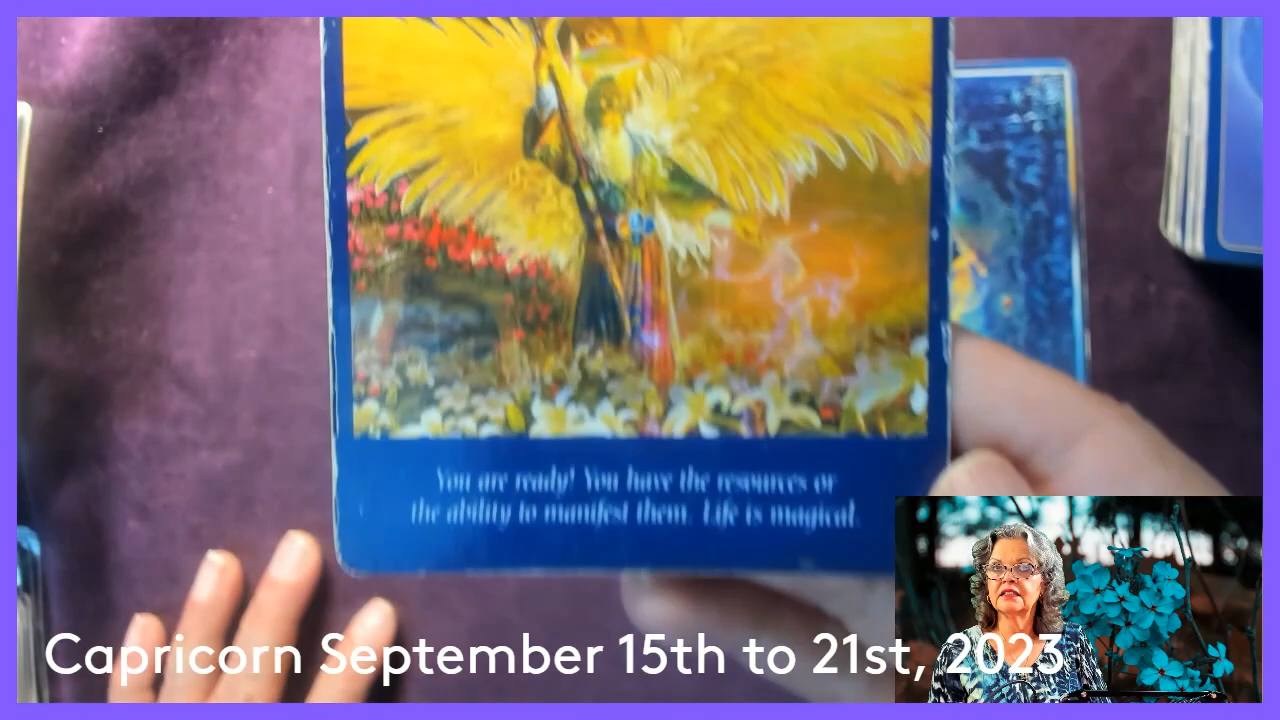 You are ready! You have the resources or
the ability to manifest them. Life is magical.
Capricorn September 15th to 21st, 2023